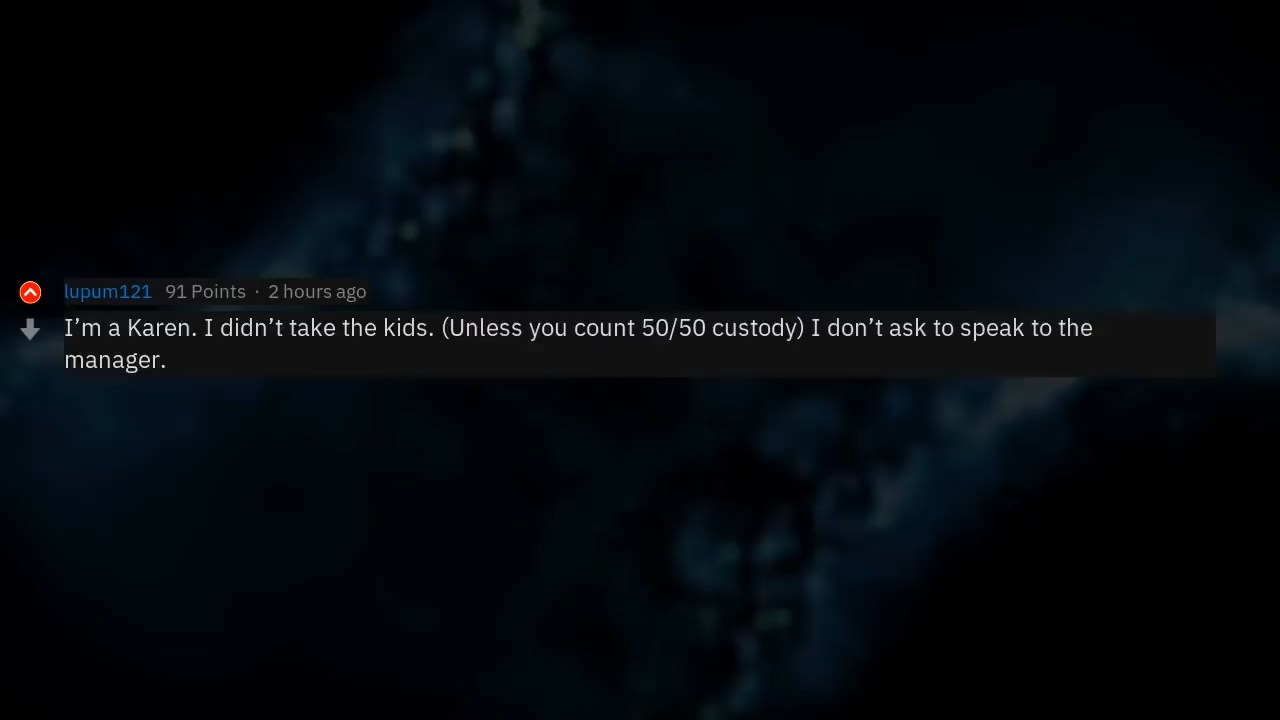 lupum121 91 Points · 2 hours ago
I’m a Karen. I didn’t take the kids. (Unless you count 50/50 custody) I don’t ask to speak to the
manager.